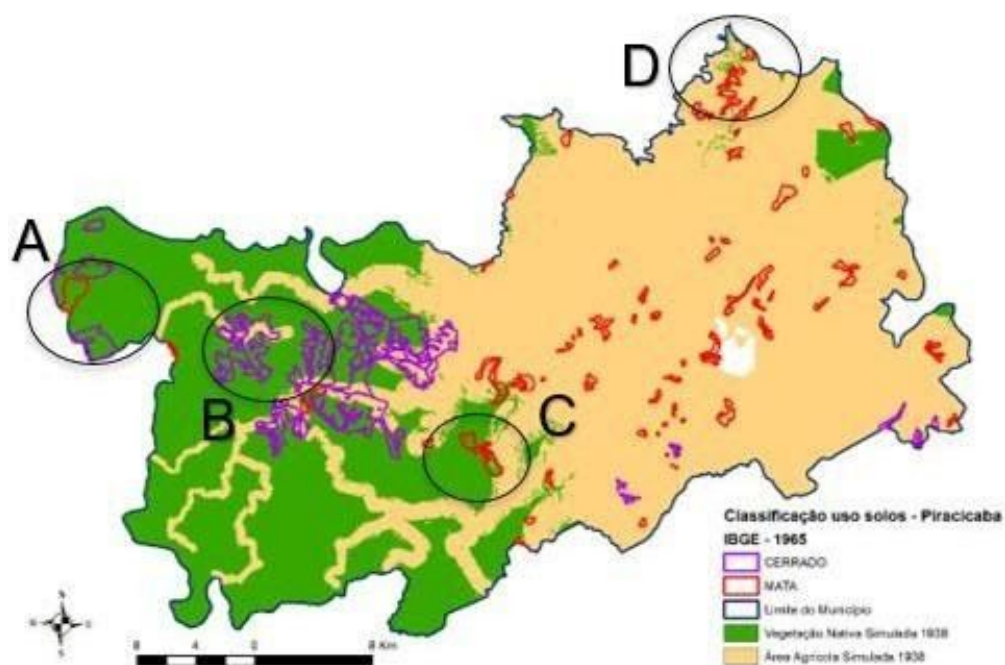 D
A
B
C
Classificação uso solos - Piracicaba
IBGE - 1965
CERRADO
MATA
Limite do Município
Vegetação Nativa Simulada 1938
Área Agrícola Simulada 1938
8 4 0 8 Km